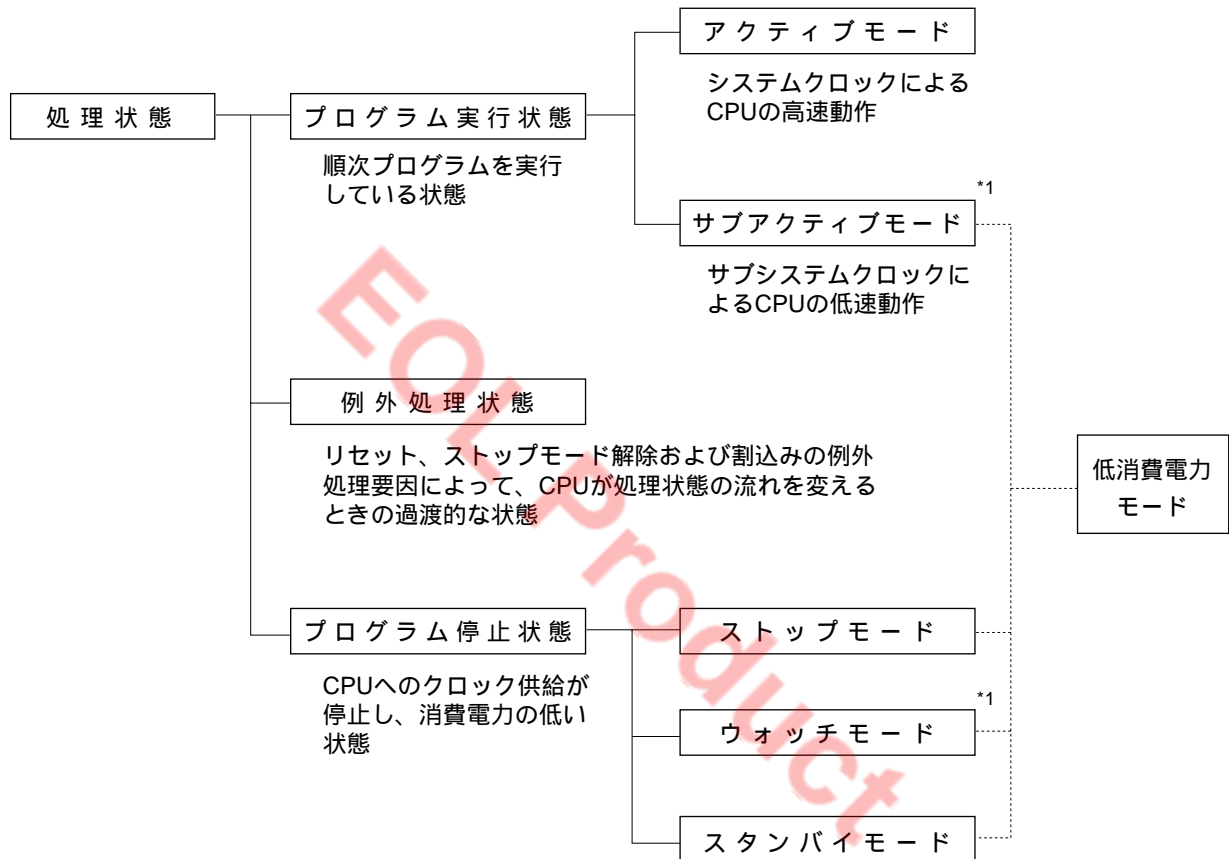 アクティブモード
システムクロックによる
CPUの高速動作
処理状態
プログラム実行状態
順次プログラムを実行
している状態
*1
サブアクティブモード
サブシステムクロックに
よるCPUの低速動作
例外処理状態
リセット、ストップモード解除および割込みの例外
処理要因によって、CPUが処理状態の流れを変える
ときの過渡的な状態
低消費電力
モード
プログラム停止状態
CPUへのクロック供給が
停止し、消費電力の低い
状態
ストップモード
*1
ウォッチモード
スタンバイモード
EOL Product